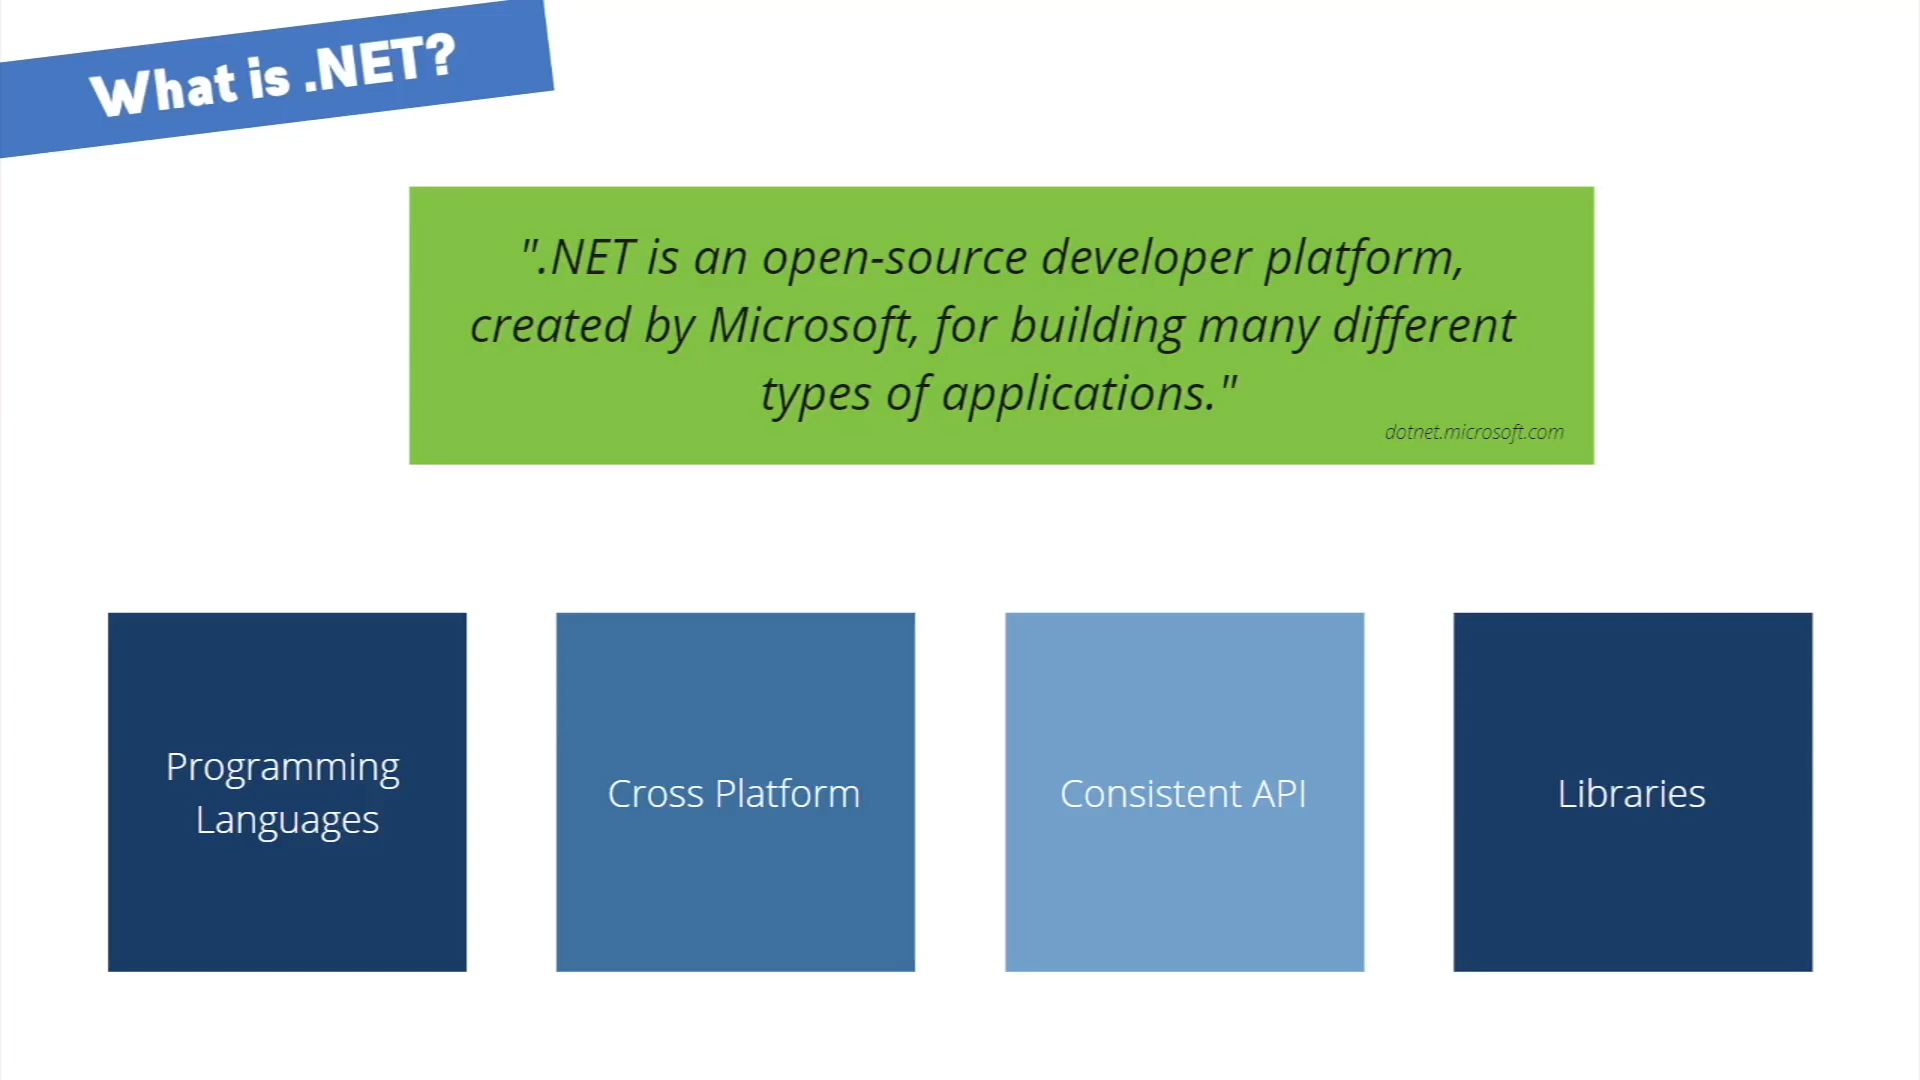 What is .NET?
".NET is an open-source developer platform,
created by Microsoft, for building many different
types of applications."
dotnet.microsoft.com
Programming
Languages
Cross Platform
Consistent API
Libraries